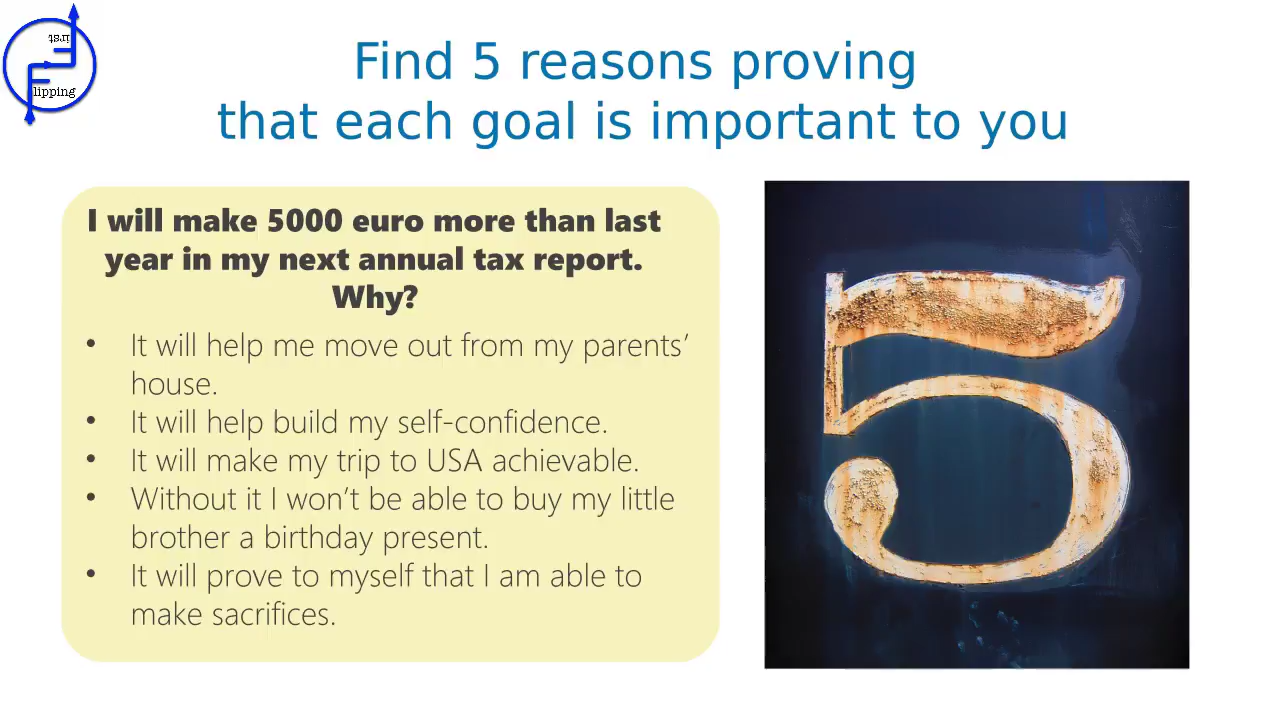 First
Flipping
Find 5 reasons proving
that each goal is important to you
I will make 5000 euro more than last
year in my next annual tax report.
Why?
• It will help me move out from my parents’
house.
• It will help build my self-confidence.
• It will make my trip to USA achievable.
• Without it I won’t be able to buy my little
brother a birthday present.
• It will prove to myself that I am able to
make sacrifices.
5